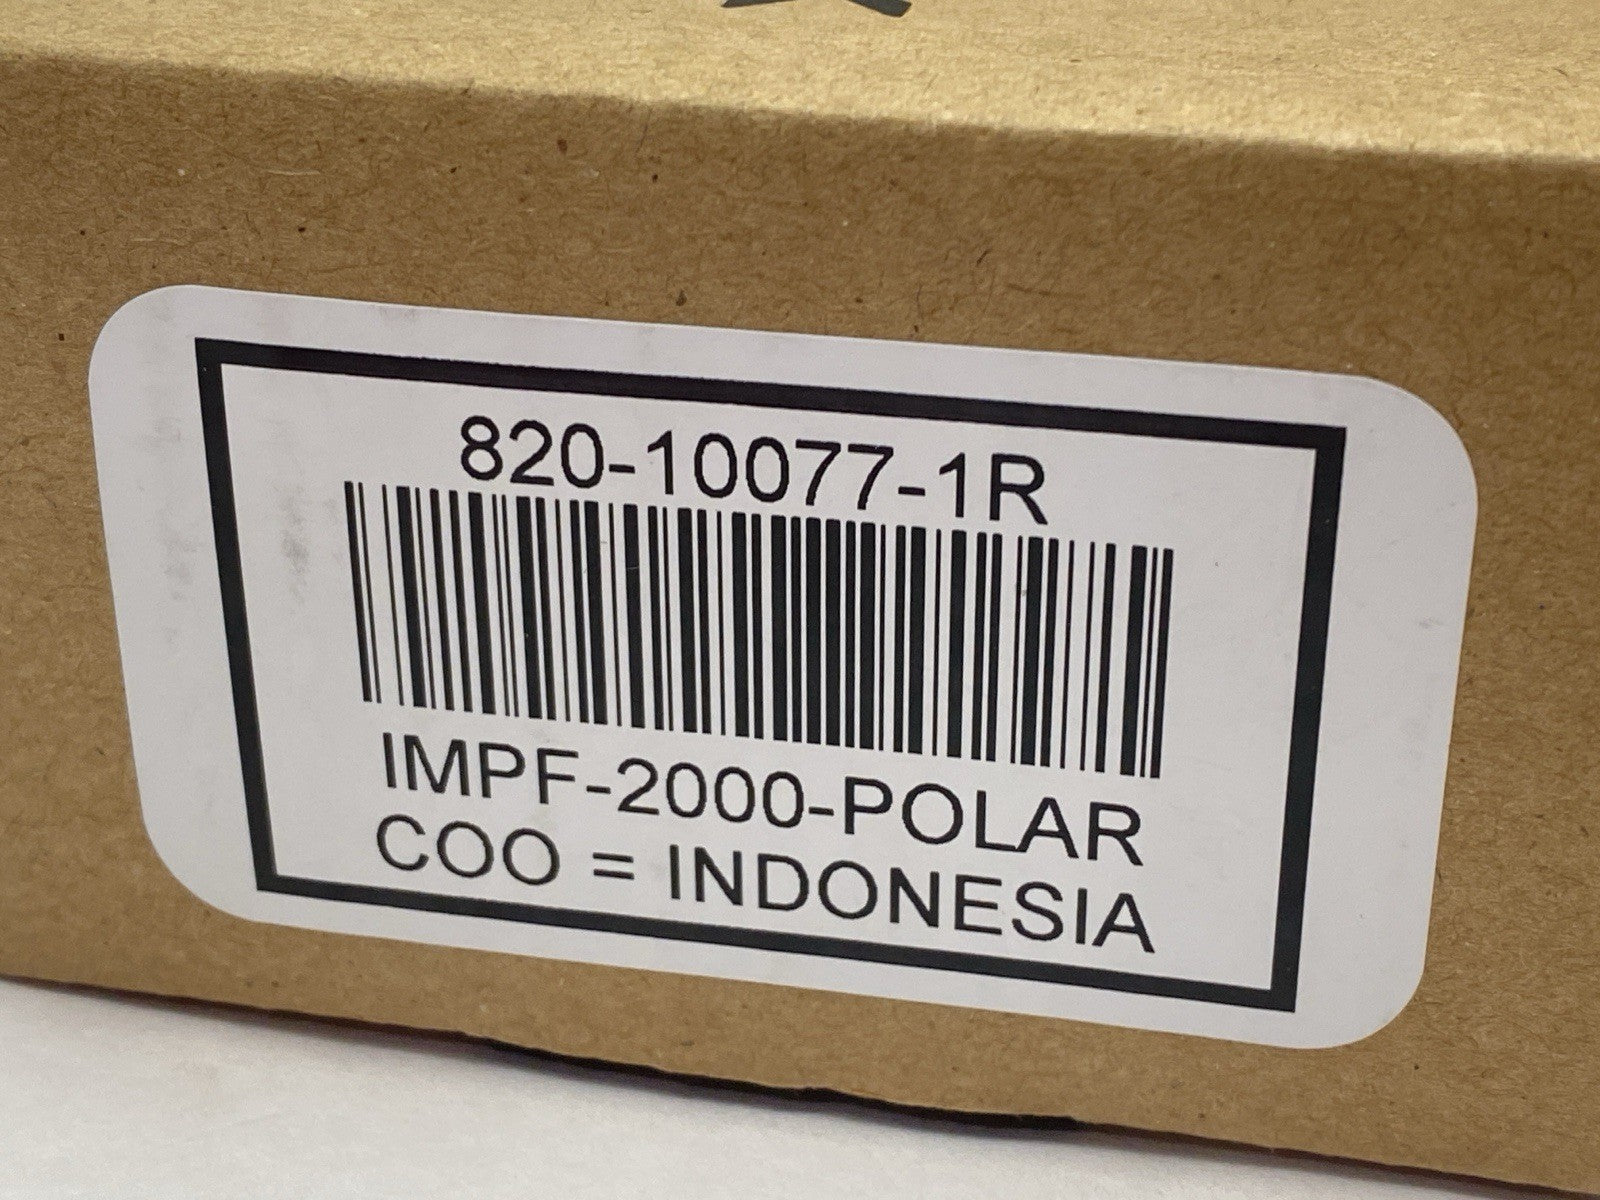 820-10077-1R
IMPF-2000-POLAR
COO = INDONESIA